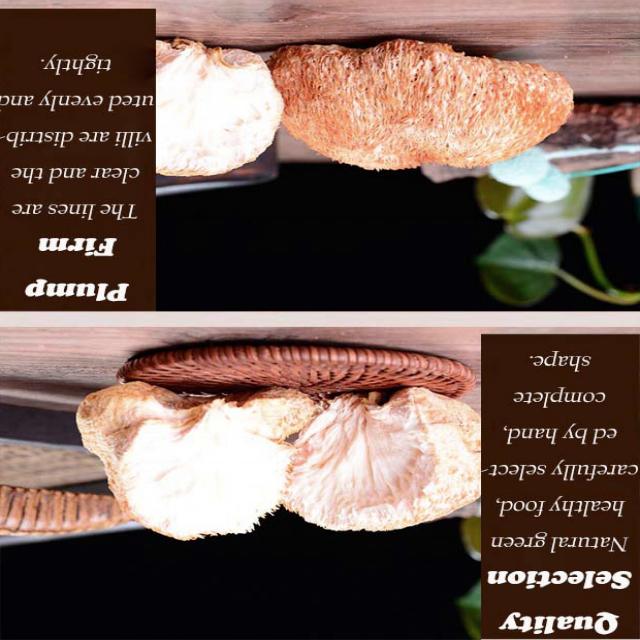 Quality
Selection
Natural green
healthy food,
carefully select-
ed by hand,
complete
shape.
Plump
Firm
The lines are
clear and the
villi are distrib-
uted evenly and
tightly.